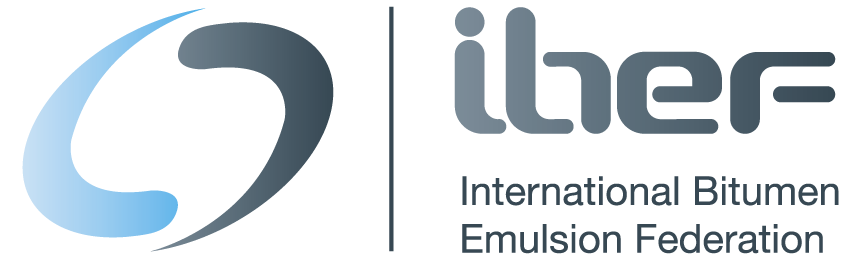 ibef
International Bitumen
Emulsion Federation